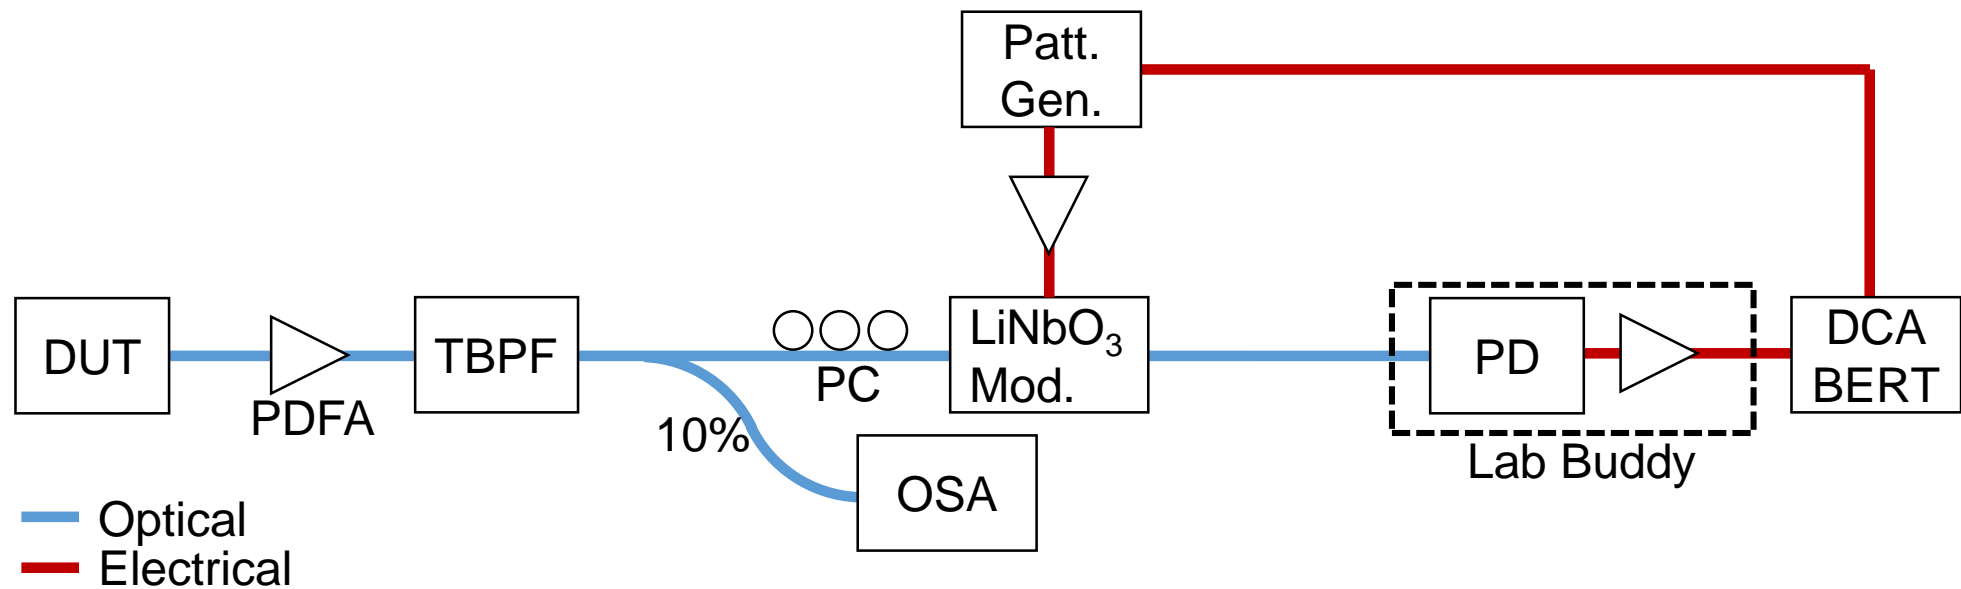 Patt.
Gen.
DUT
PDFA
TBPF
10%
PC
OSA
LiNbO₃
Mod.
PD
Lab Buddy
DCA
BERT
Optical
Electrical